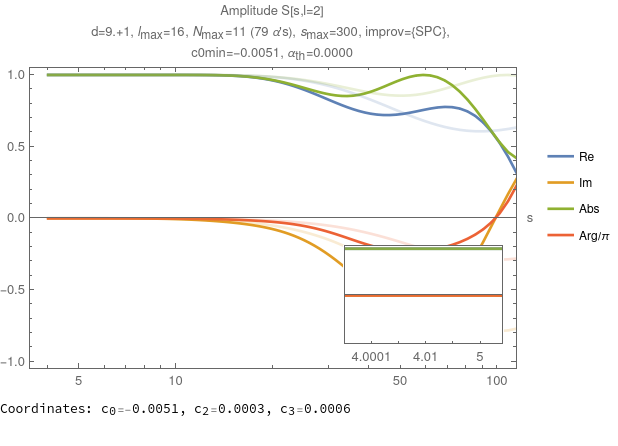 Amplitude S[s,l=2]
d=9.+1, lmax=16, Nmax=11 (79 α's), smax=300, improv={SPC},
c0min=−0.0051, αth=0.0000
1.0
0.5
0.0
−0.5
−1.0
5
10
50
100
s
4.0001
4.01
5
Re
Im
Abs
Arg/π
Coordinates: c0=−0.0051, c2=0.0003, c3=0.0006